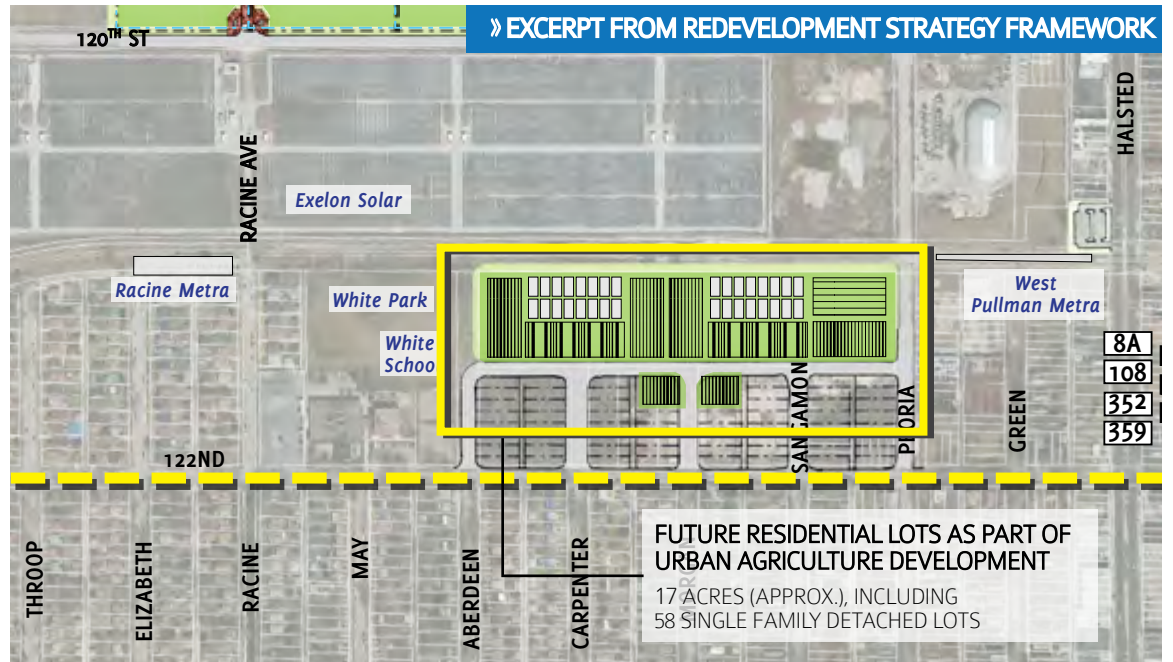 » EXCERPT FROM REDEVELOPMENT STRATEGY FRAMEWORK
120TH ST
HALSTED
RACINE AVE
Exelon Solar
Racine Metra
White Park
West
Pullman Metra
White
Schoo
8A
108
352
359
SANGAMON
PEORIA
GREEN
122ND
THROOP
ELIZABETH
RACINE
MAY
ABERDEEN
CARPENTER
FUTURE RESIDENTIAL LOTS AS PART OF
URBAN AGRICULTURE DEVELOPMENT
17 ACRES (APPROX.), INCLUDING
58 SINGLE FAMILY DETACHED LOTS